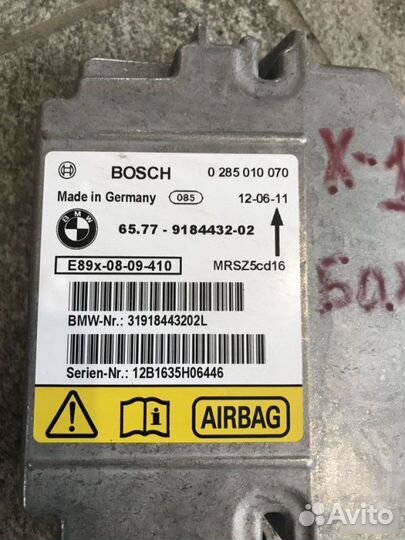 BOSCH 0 285 010 070
Made in Germany 085 12-06-11
BMW
65.77 - 9184432-02
E89x-08-09-410 MRSZ5cd16
BMW-Nr.: 31918443202L
Serien-Nr.: 12B1635H06446
AIRBAG
X-1
Avito